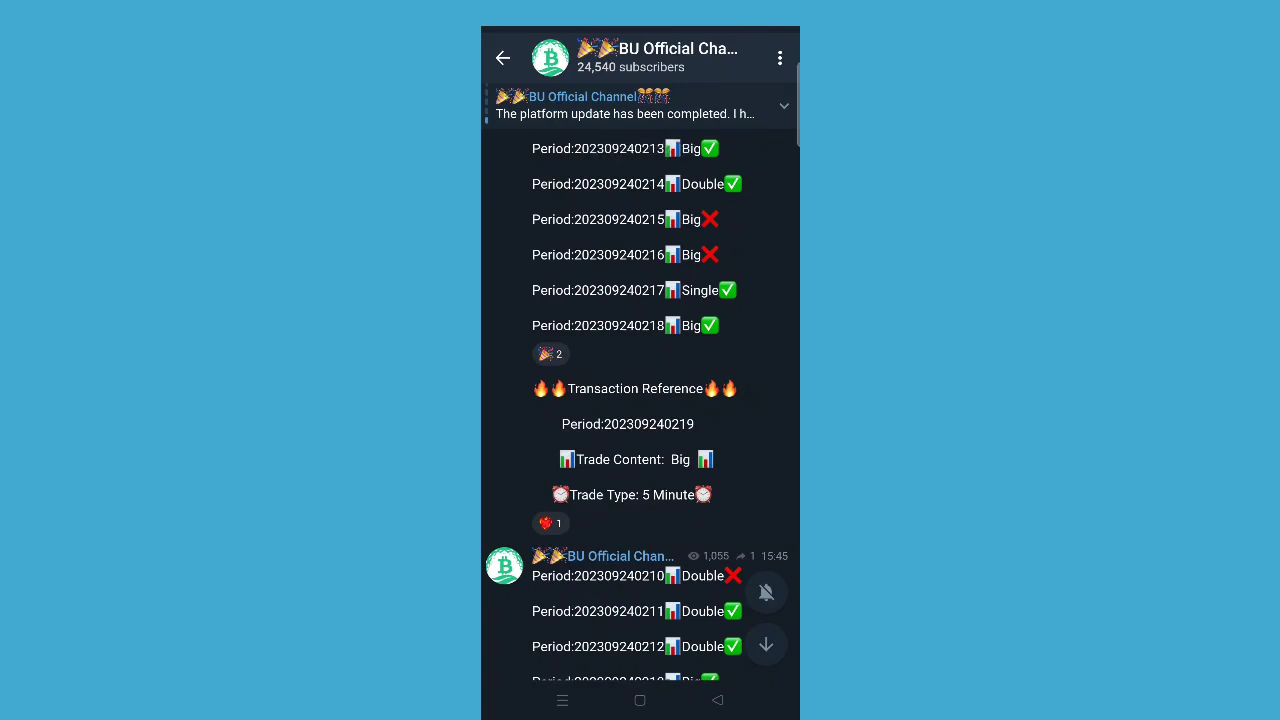 🎉🎉BU Official Cha...
24,540 subscribers
🎉🎉BU Official Channel🎊🎊
The platform update has been completed. I h...
Period:202309240213📊Big✅
Period:202309240214📊Double✅
Period:202309240215📊Big❌
Period:202309240216📊Big❌
Period:202309240217📊Single✅
Period:202309240218📊Big✅
🎉 2
🔥🔥Transaction Reference🔥🔥
Period:202309240219
📊Trade Content: Big 📊
⏰Trade Type: 5 Minute⏰
1
🎉🎉BU Official Chan... 1,055 1 15:45
Period:202309240210📊Double❌
Period:202309240211📊Double✅
Period:202309240212📊Double✅
Period:202309240213📊Big✅